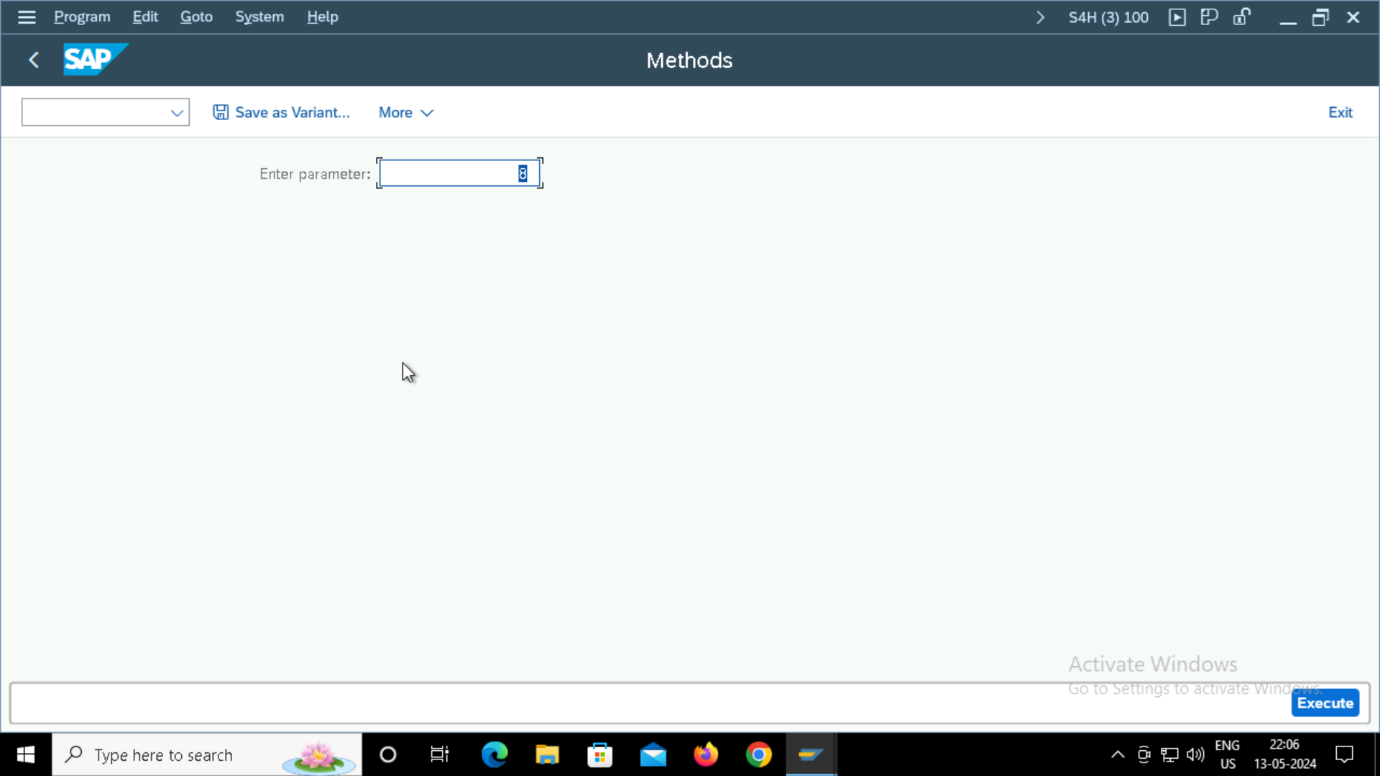 Program Edit Goto System Help S4H (3) 100
SAP Methods
Save as Variant... More Exit
Enter parameter: 8
Activate Windows
Go to Settings to activate Windows.
Execute
Type here to search
ENG
US
22:06
13-05-2024